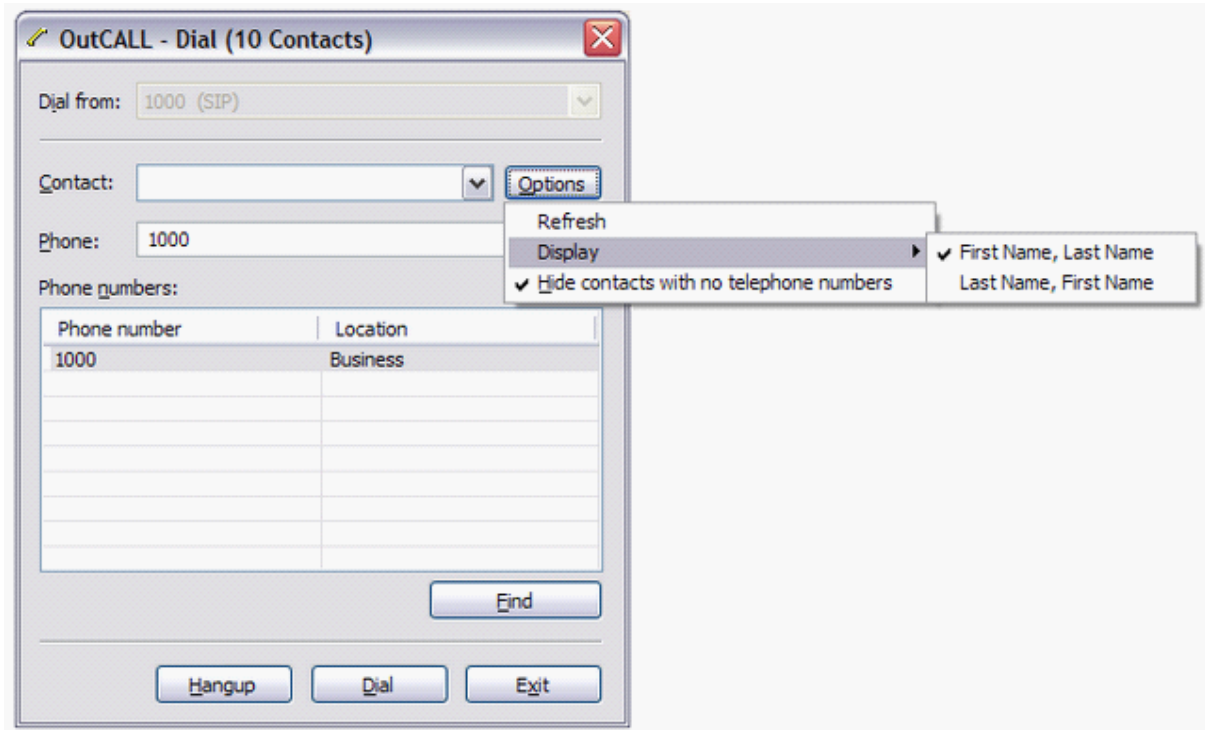 OutCALL - Dial (10 Contacts)
Dial from: 1000 (SIP)
Contact: Options
Refresh
Phone: 1000
Display First Name, Last Name
Hide contacts with no telephone numbers Last Name, First Name
Phone numbers:
Phone number Location
1000 Business
Find
Hangup Dial Exit